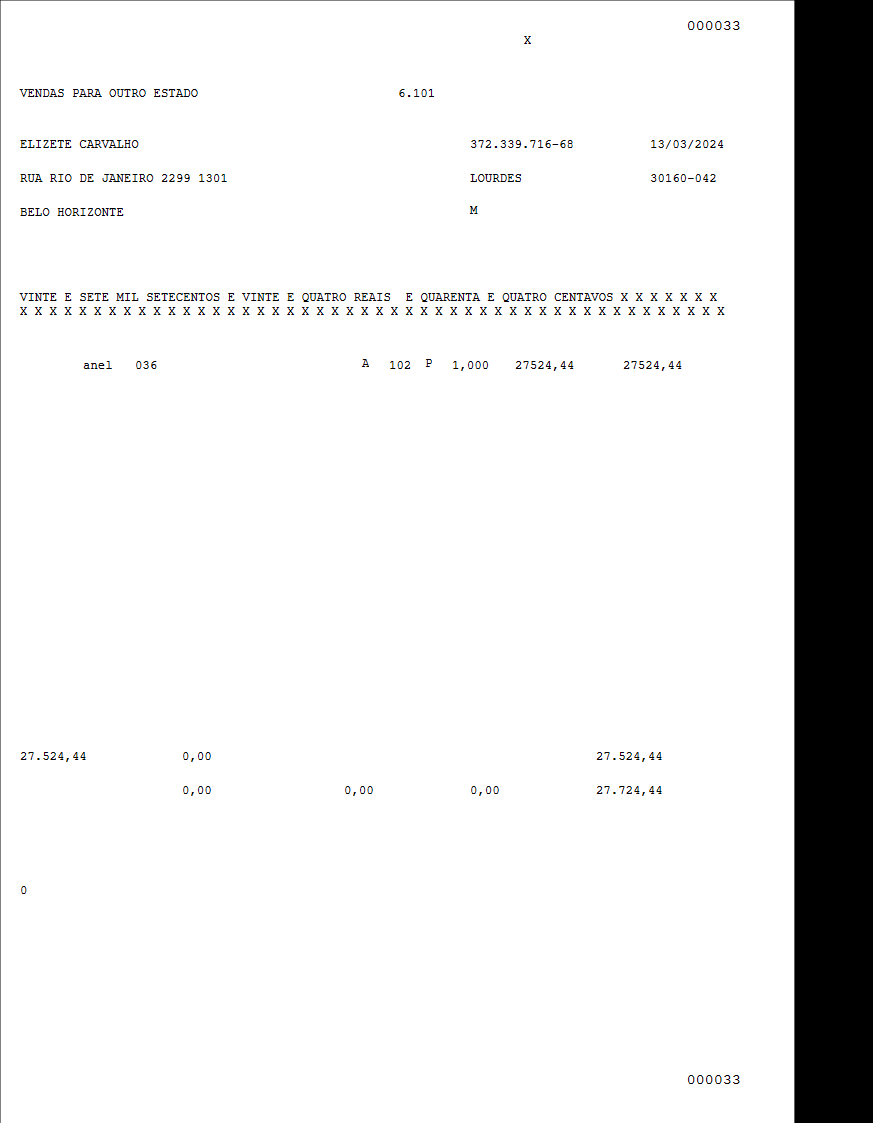 000033
X
VENDAS PARA OUTRO ESTADO 6.101
ELIZETE CARVALHO 372.339.716-68 13/03/2024
RUA RIO DE JANEIRO 2299 1301 LOURDES 30160-042
BELO HORIZONTE M
VINTE E SETE MIL SETECENTOS E VINTE E QUATRO REAIS  E QUARENTA E QUATRO CENTAVOS X X X X X X X
X X X X X X X X X X X X X X X X X X X X X X X X X X X X X X X X X X X X X X X X X X X X X X X X
anel 036 A 102 P 1,000 27524,44 27524,44
27.524,44 0,00 27.524,44
0,00 0,00 0,00 27.724,44
0
000033